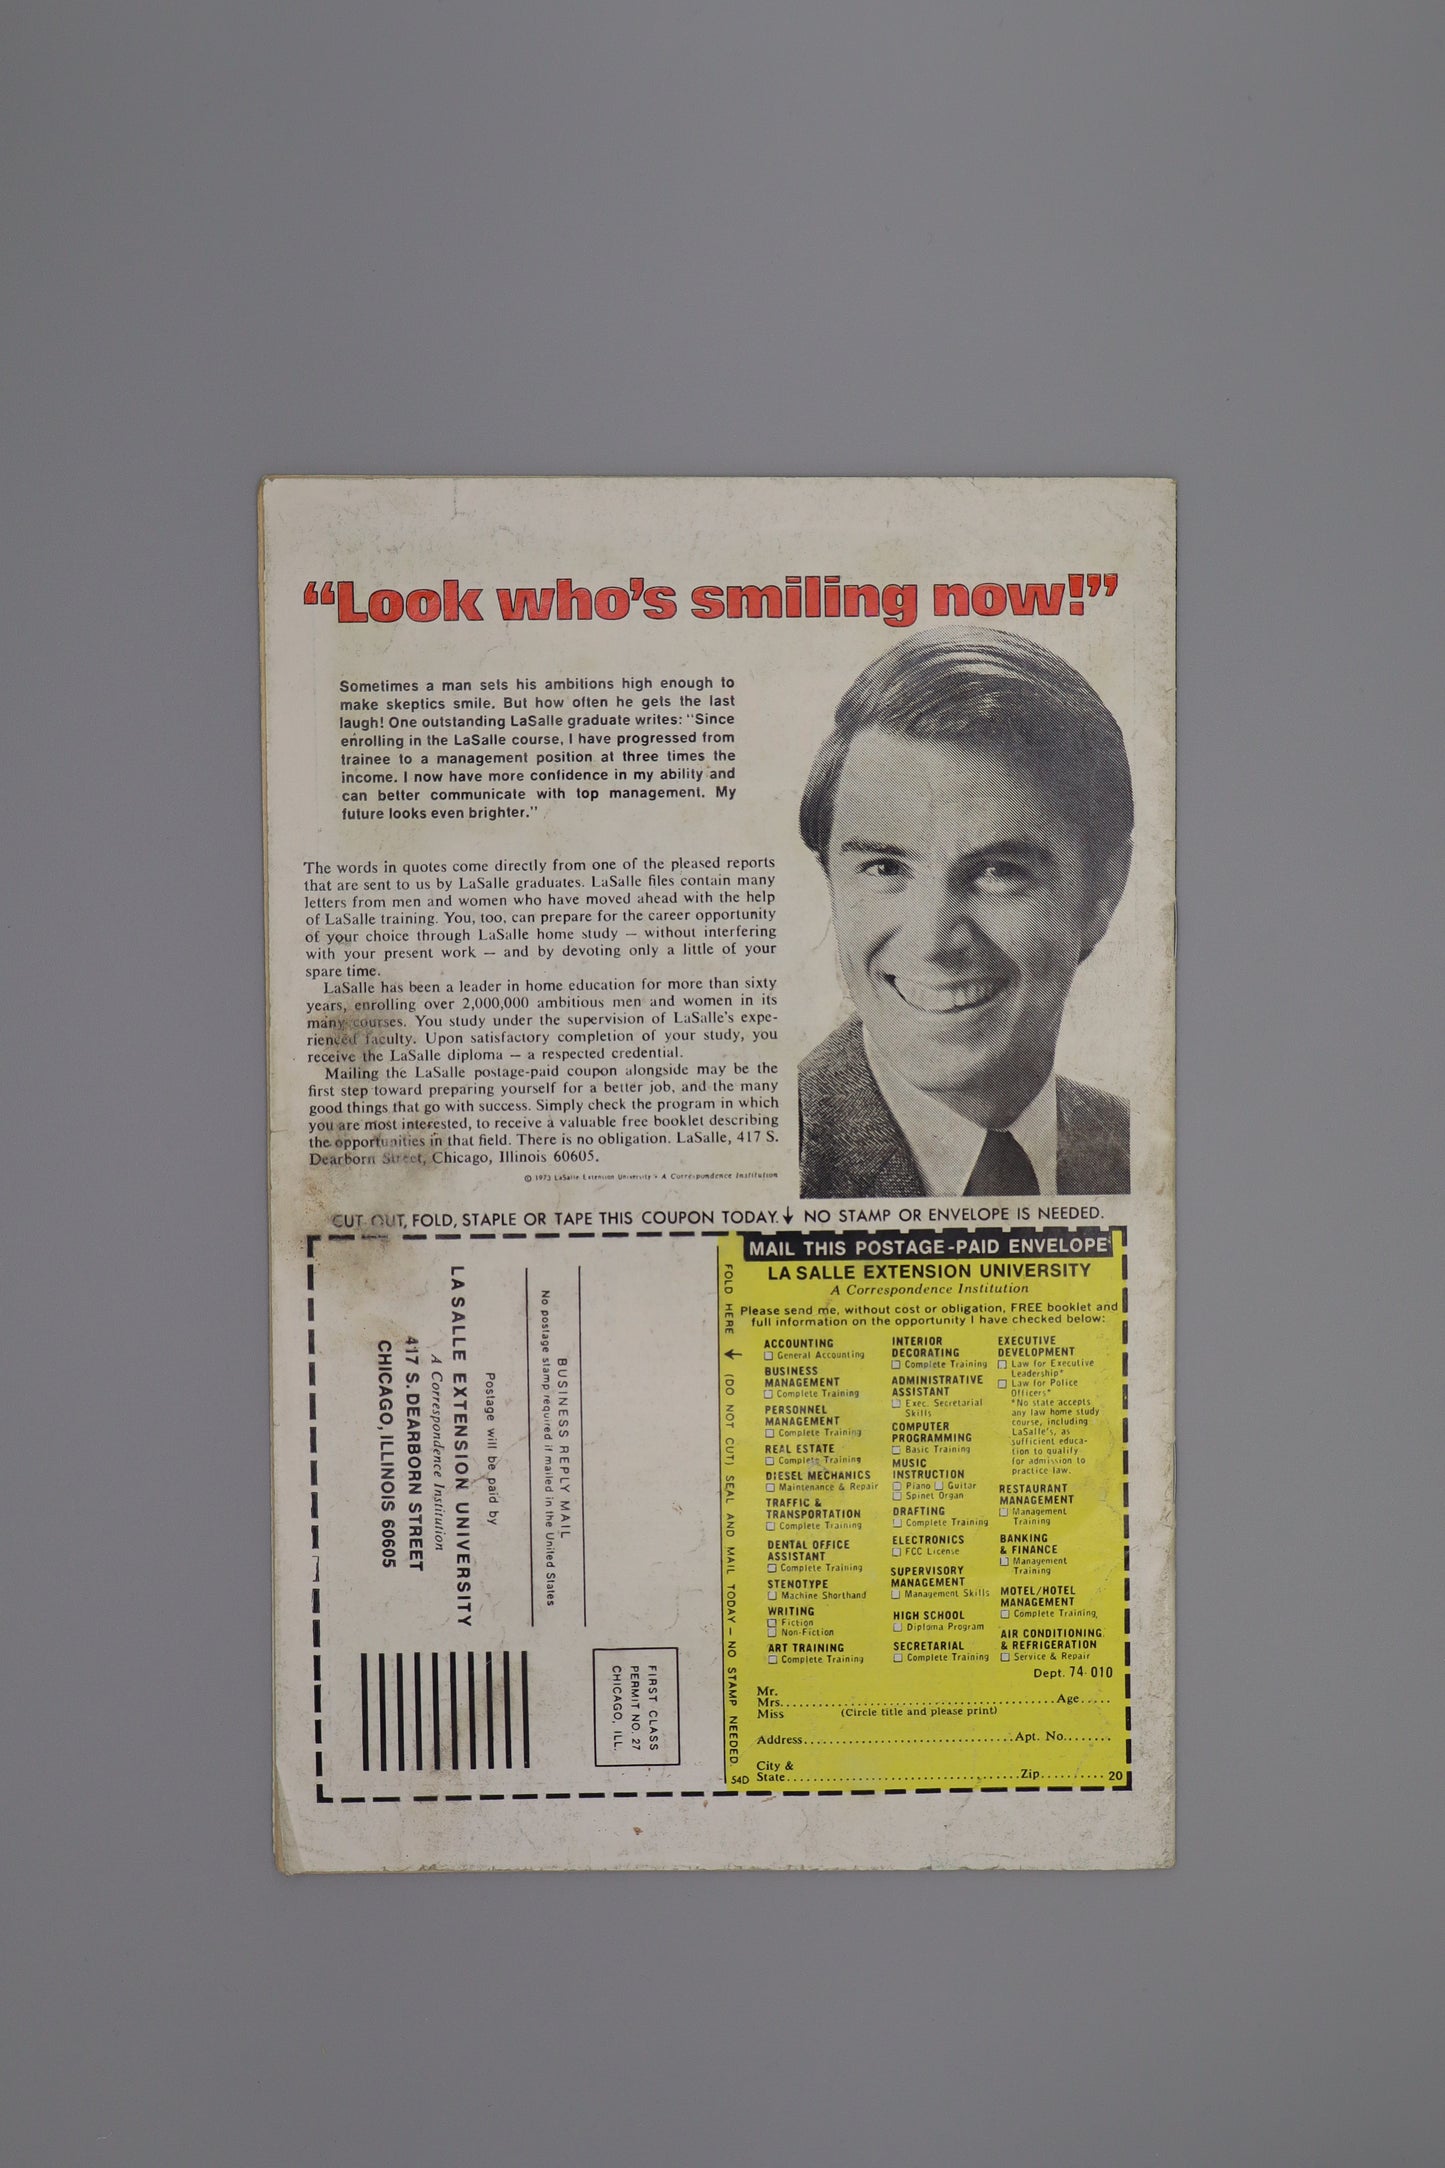 “Look who’s smiling now!”
Sometimes a man sets his ambitions high enough to
make skeptics smile. But how often he gets the last
laugh! One outstanding LaSalle graduate writes: “Since
enrolling in the LaSalle course, I have progressed from
trainee to a management position at three times the
income. I now have more confidence in my ability and
can better communicate with top management. My
future looks even brighter.”
The words in quotes come directly from one of the pleased reports
that are sent to us by LaSalle graduates. LaSalle files contain many
letters from men and women who have moved ahead with the help
of LaSalle training. You, too, can prepare for the career opportunity
of your choice through LaSalle home study — without interfering
with your present work — and by devoting only a little of your
spare time.
LaSalle has been a leader in home education for more than sixty
years, enrolling over 2,000,000 ambitious men and women in its
many courses. You study under the supervision of LaSalle’s expe-
rienced faculty. Upon satisfactory completion of your study, you
receive the LaSalle diploma — a respected credential.
Mailing the LaSalle postage-paid coupon alongside may be the
first step toward preparing yourself for a better job, and the many
good things that go with success. Simply check the program in which
you are most interested, to receive a valuable free booklet describing
the opportunities in that field. There is no obligation. LaSalle, 417 S.
Dearborn Street, Chicago, Illinois 60605.
© 1973 LaSalle Extension University • A Correspondence Institution
CUT OUT, FOLD, STAPLE OR TAPE THIS COUPON TODAY. ↓ NO STAMP OR ENVELOPE IS NEEDED.
FIRST CLASS
PERMIT NO. 27
CHICAGO, ILL.
BUSINESS REPLY MAIL
No postage stamp required if mailed in the United States
Postage will be paid by
LA SALLE EXTENSION UNIVERSITY
A Correspondence Institution
417 S. DEARBORN STREET
CHICAGO, ILLINOIS 60605
FOLD HERE ↓ (DO NOT CUT) SEAL AND MAIL TODAY — NO STAMP NEEDED.
54D
MAIL THIS POSTAGE-PAID ENVELOPE
LA SALLE EXTENSION UNIVERSITY
A Correspondence Institution
Please send me, without cost or obligation, FREE booklet and
full information on the opportunity I have checked below:
ACCOUNTING
☐ General Accounting
BUSINESS
MANAGEMENT
☐ Complete Training
PERSONNEL
MANAGEMENT
☐ Complete Training
REAL ESTATE
☐ Complete Training
DIESEL MECHANICS
☐ Maintenance & Repair
TRAFFIC &
TRANSPORTATION
☐ Complete Training
DENTAL OFFICE
ASSISTANT
☐ Complete Training
STENOTYPE
☐ Machine Shorthand
WRITING
☐ Fiction
☐ Non-Fiction
ART TRAINING
☐ Complete Training
INTERIOR
DECORATING
☐ Complete Training
ADMINISTRATIVE
ASSISTANT
☐ Exec. Secretarial
Skills
COMPUTER
PROGRAMMING
☐ Basic Training
MUSIC
INSTRUCTION
☐ Piano ☐ Guitar
☐ Spinet Organ
DRAFTING
☐ Complete Training
ELECTRONICS
☐ FCC License
SUPERVISORY
MANAGEMENT
☐ Management Skills
HIGH SCHOOL
☐ Diploma Program
SECRETARIAL
☐ Complete Training
EXECUTIVE
DEVELOPMENT
☐ Law for Executive
Leadership*
☐ Law for Police
Officers*
*No state accepts
any law home study
course, including
LaSalle's, as
sufficient educa-
tion to qualify
for admission to
practice law.
RESTAURANT
MANAGEMENT
☐ Management
Training
BANKING
& FINANCE
☐ Management
Training
MOTEL/HOTEL
MANAGEMENT
☐ Complete Training
AIR CONDITIONING
& REFRIGERATION
☐ Service & Repair
Dept. 74-010
Mr.
Mrs. Age
Miss (Circle title and please print)
Address Apt. No.
City &
State Zip 20